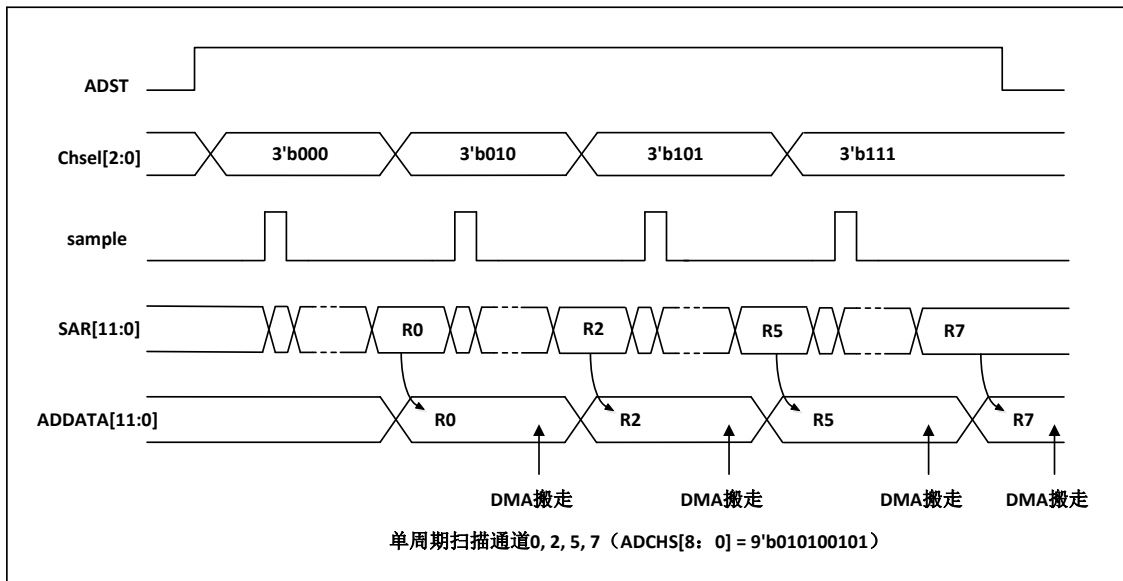 ADST
Chsel[2:0]
3'b000
3'b010
3'b101
3'b111
sample
SAR[11:0]
R0
R2
R5
R7
ADDATA[11:0]
R0
R2
R5
R7
DMA搬走
DMA搬走
DMA搬走
DMA搬走
单周期扫描通道0, 2, 5, 7（ADCHS[8：0] = 9'b010100101）